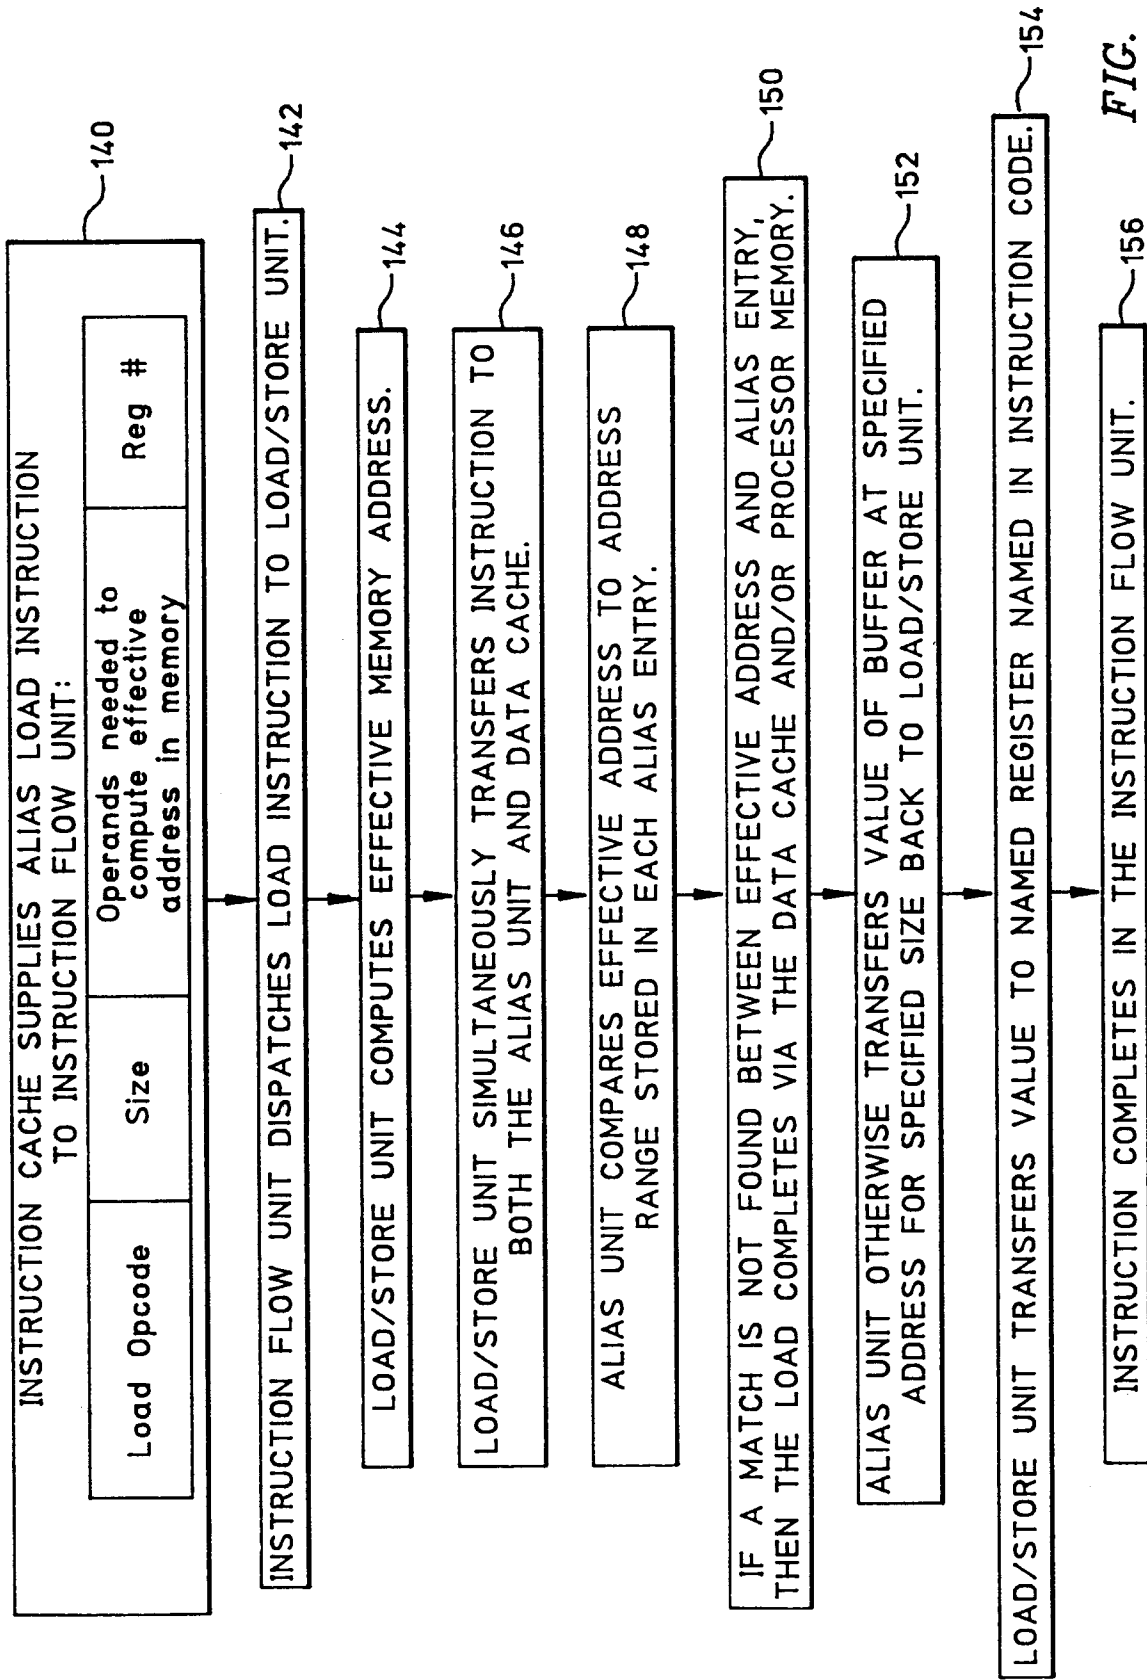 INSTRUCTION CACHE SUPPLIES ALIAS LOAD INSTRUCTION
TO INSTRUCTION FLOW UNIT:
Load Opcode
Size
Operands needed to
compute effective
address in memory
Reg #
140
INSTRUCTION FLOW UNIT DISPATCHES LOAD INSTRUCTION TO LOAD/STORE UNIT.
142
LOAD/STORE UNIT COMPUTES EFFECTIVE MEMORY ADDRESS.
144
LOAD/STORE UNIT SIMULTANEOUSLY TRANSFERS INSTRUCTION TO
BOTH THE ALIAS UNIT AND DATA CACHE.
146
ALIAS UNIT COMPARES EFFECTIVE ADDRESS TO ADDRESS
RANGE STORED IN EACH ALIAS ENTRY.
148
IF A MATCH IS NOT FOUND BETWEEN EFFECTIVE ADDRESS AND ALIAS ENTRY,
THEN THE LOAD COMPLETES VIA THE DATA CACHE AND/OR PROCESSOR MEMORY.
150
ALIAS UNIT OTHERWISE TRANSFERS VALUE OF BUFFER AT SPECIFIED
ADDRESS FOR SPECIFIED SIZE BACK TO LOAD/STORE UNIT.
152
LOAD/STORE UNIT TRANSFERS VALUE TO NAMED REGISTER NAMED IN INSTRUCTION CODE.
154
INSTRUCTION COMPLETES IN THE INSTRUCTION FLOW UNIT.
156
FIG.